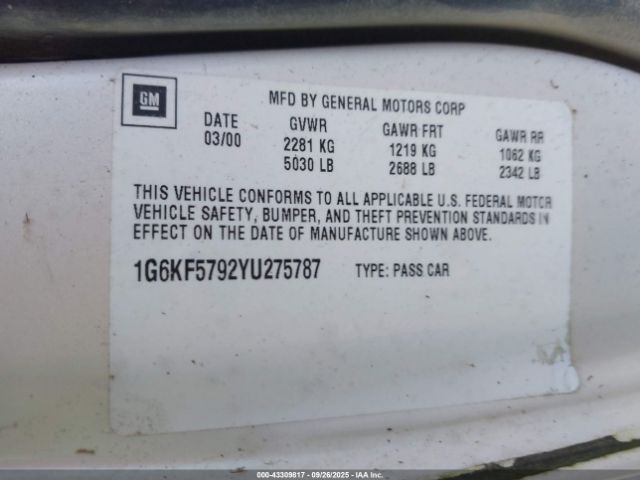 GM
MFD BY GENERAL MOTORS CORP
DATE GVWR GAWR FRT GAWR RR
03/00 2281 KG 1219 KG 1062 KG
5030 LB 2688 LB 2342 LB
THIS VEHICLE CONFORMS TO ALL APPLICABLE U.S. FEDERAL MOTOR
VEHICLE SAFETY, BUMPER, AND THEFT PREVENTION STANDARDS IN
EFFECT ON THE DATE OF MANUFACTURE SHOWN ABOVE.
1G6KF5792YU275787 TYPE: PASS CAR
000-43309817 - 09/26/2025 - IAAI.com